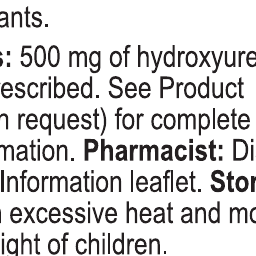 ants.
s: 500 mg of hydroxyure
rescribed. See Product
n request) for complete
mation. Pharmacist: Di
Information leaflet. Stor
excessive heat and mo
ight of children.